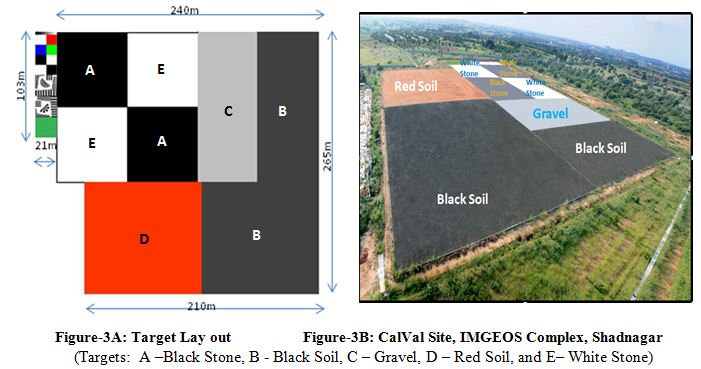 240m
103m
21m
A
E
E
A
C
B
D
B
265m
210m
White Stone
Black Stone
White Stone
Red Soil
Gravel
Black Soil
Black Soil
Figure-3A: Target Lay out Figure-3B: CalVal Site, IMGEOS Complex, Shadnagar
(Targets: A –Black Stone, B - Black Soil, C – Gravel, D – Red Soil, and E– White Stone)